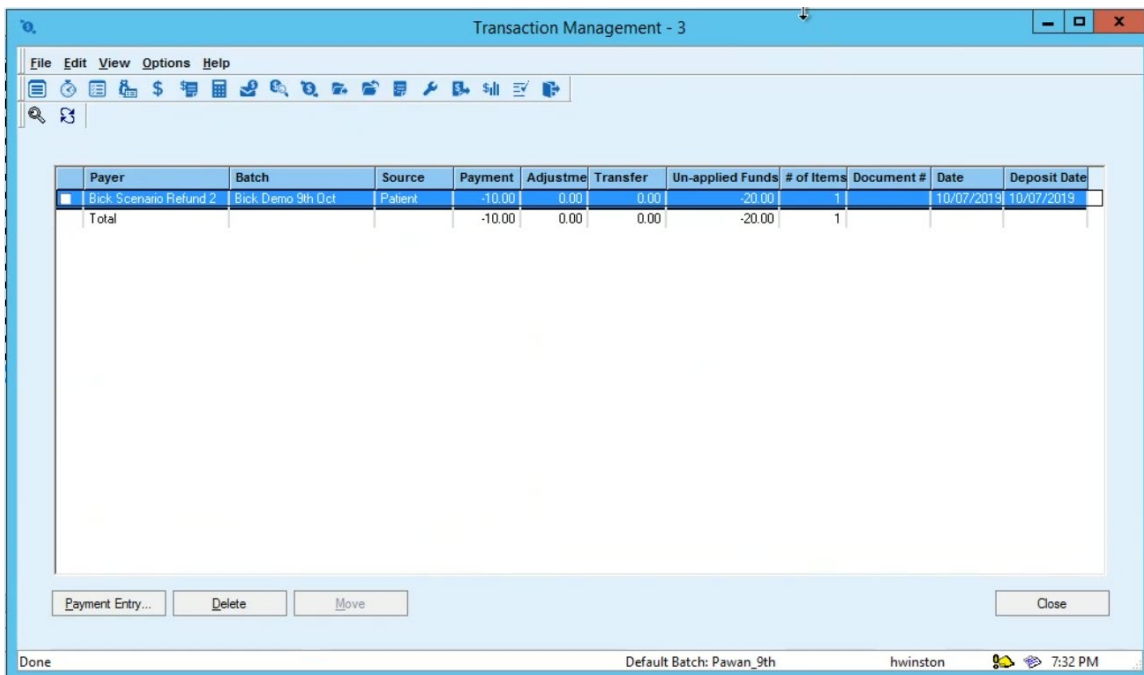 Transaction Management - 3
File Edit View Options Help
Payer Batch Source Payment Adjustme Transfer Un-applied Funds # of Items Document # Date Deposit Date
Bick Scenario Refund 2 Bick Demo 9th Oct Patient -10.00 0.00 0.00 -20.00 1 10/07/2019 10/07/2019
Total -10.00 0.00 0.00 -20.00 1
Payment Entry... Delete Move Close
Done Default Batch: Pawan_9th hwinston 7:32 PM